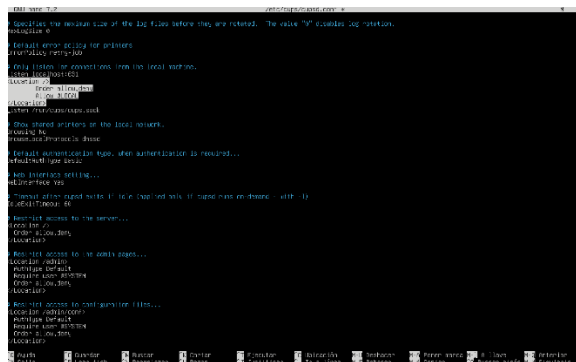 GNU nano 7.2 /etc/cups/cupsd.conf *
# Specifies the maximum size of the log files before they are rotated. The value "0" disables log rotation.
MaxLogSize 0
# Default error policy for printers
ErrorPolicy retry-job
# Only listen for connections from the local machine.
Listen localhost:631
<Location />
Order allow,deny
Allow @LOCAL
</Location>
Listen /run/cups/cups.sock
# Show shared printers on the local network.
Browsing No
BrowseLocalProtocols dnssd
# Default authentication type, when authentication is required...
DefaultAuthType Basic
# Web interface setting...
WebInterface Yes
# Timeout after cupsd exits if idle (applied only if cupsd runs on-demand - with -l)
IdleExitTimeout 60
# Restrict access to the server...
<Location />
Order allow,deny
</Location>
# Restrict access to the admin pages...
<Location /admin>
AuthType Default
Require user @SYSTEM
Order allow,deny
</Location>
# Restrict access to configuration files...
<Location /admin/conf>
AuthType Default
Require user @SYSTEM
Order allow,deny
</Location>
Ayuda Guardar Buscar Cortar Ejecutar Ubicación Deshacer Poner marca A llave